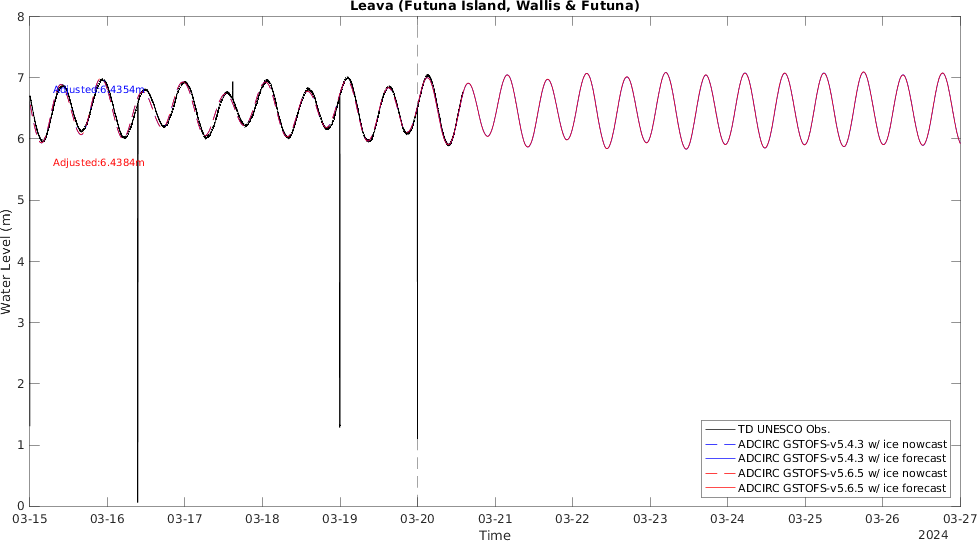 Leava (Futuna Island, Wallis & Futuna)
8
7
6
5
4
3
2
1
0
Water Level (m)
Adjusted:6.4354m
Adjusted:6.4384m
TD UNESCO Obs.
ADCIRC GSTOFS-v5.4.3 w/ ice nowcast
ADCIRC GSTOFS-v5.4.3 w/ ice forecast
ADCIRC GSTOFS-v5.6.5 w/ ice nowcast
ADCIRC GSTOFS-v5.6.5 w/ ice forecast
03-15 03-16 03-17 03-18 03-19 03-20 03-21 03-22 03-23 03-24 03-25 03-26 03-27
Time
2024